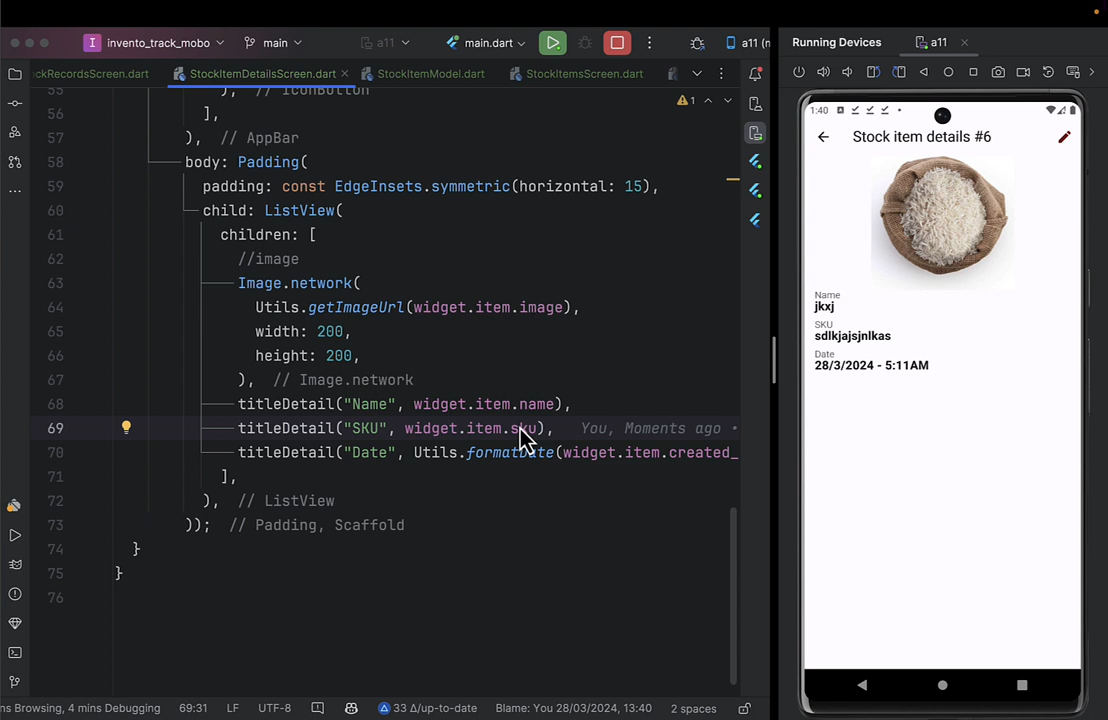 invento_track_mobo
main
a11
main.dart
a11 (n
Running Devices
a11
ckRecordsScreen.dart
StockItemDetailsScreen.dart
StockItemModel.dart
StockItemsScreen.dart
55 ), // IconButton
56 ],
57 ), // AppBar
58 body: Padding(
59 padding: const EdgeInsets.symmetric(horizontal: 15),
60 child: ListView(
61 children: [
62 //image
63 Image.network(
64 Utils.getImageUrl(widget.item.image),
65 width: 200,
66 height: 200,
67 ), // Image.network
68 titleDetail("Name", widget.item.name),
69 titleDetail("SKU", widget.item.sku), You, Moments ago •
70 titleDetail("Date", Utils.formatDate(widget.item.created_
71 ],
72 ), // ListView
73 )); // Padding, Scaffold
74 }
75 }
76
1
1:40
Stock item details #6
Name
jkxj
SKU
sdlkjajsjnlkas
Date
28/3/2024 - 5:11AM
ns Browsing, 4 mins Debugging
69:31
LF
UTF-8
33 Δ/up-to-date
Blame: You 28/03/2024, 13:40
2 spaces